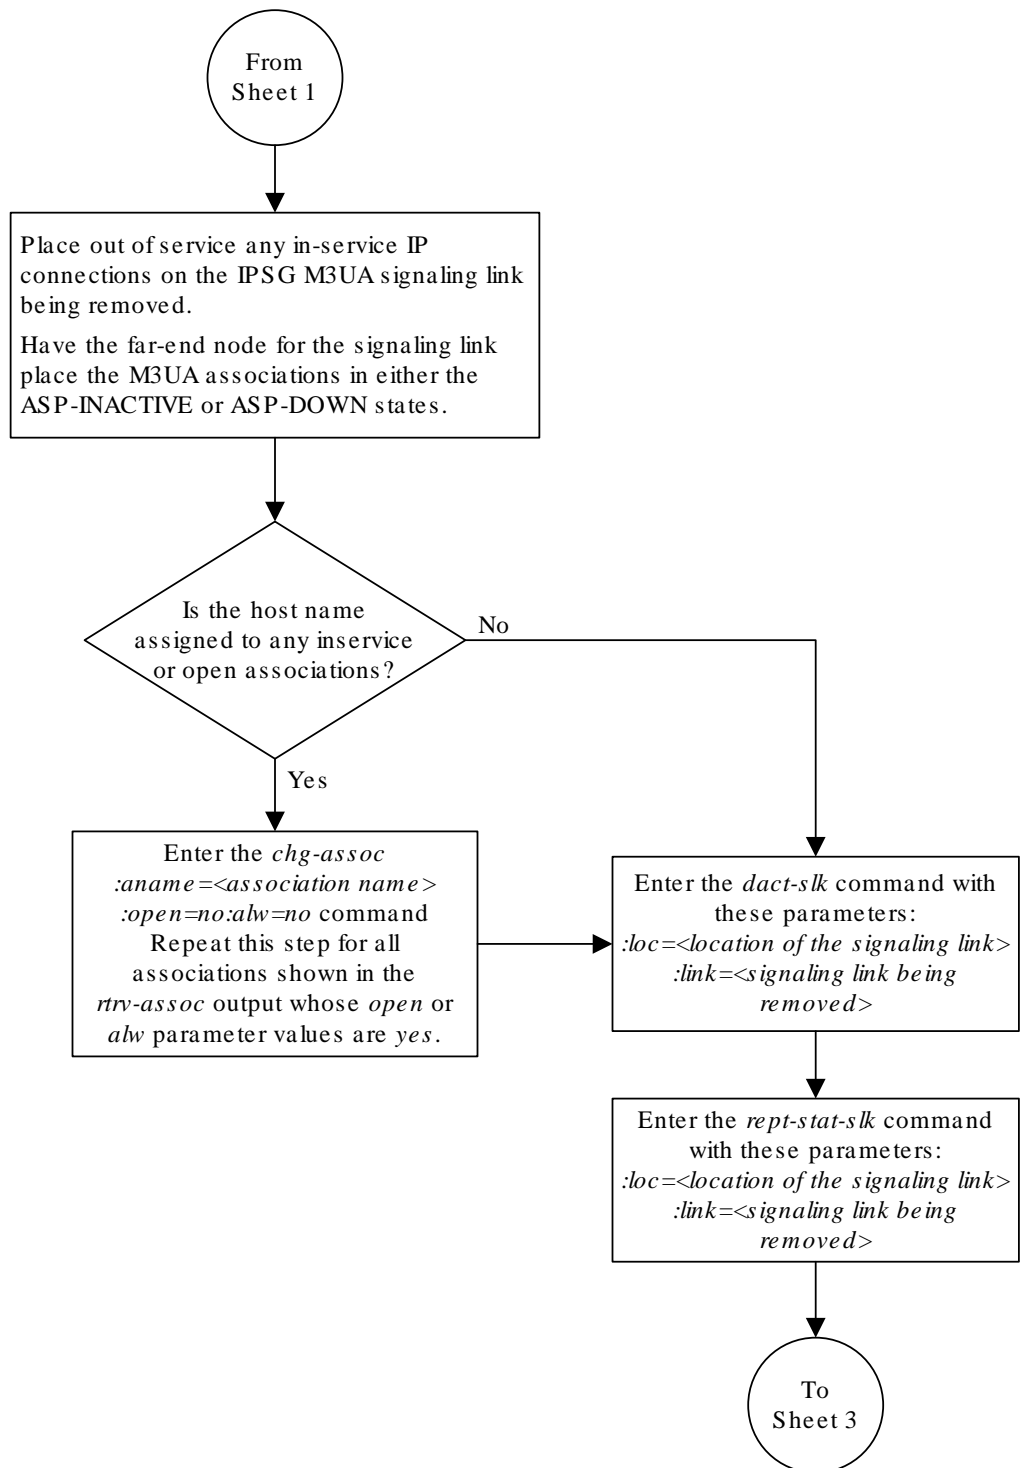 From
Sheet 1
Place out of service any in-service IP
connections on the IPSG M3UA signaling link
being removed.
Have the far-end node for the signaling link
place the M3UA associations in either the
ASP-INACTIVE or ASP-DOWN states.
Is the host name
assigned to any inservice
or open associations?
No
Yes
Enter the chg-assoc
:aname=<association name>
:open=no:alw=no command
Repeat this step for all
associations shown in the
rtrv-assoc output whose open or
alw parameter values are yes.
Enter the dact-slk command with
these parameters:
:loc=<location of the signaling link>
:link=<signaling link being
removed>
Enter the rept-stat-slk command
with these parameters:
:loc=<location of the signaling link>
:link=<signaling link being
removed>
To
Sheet 3